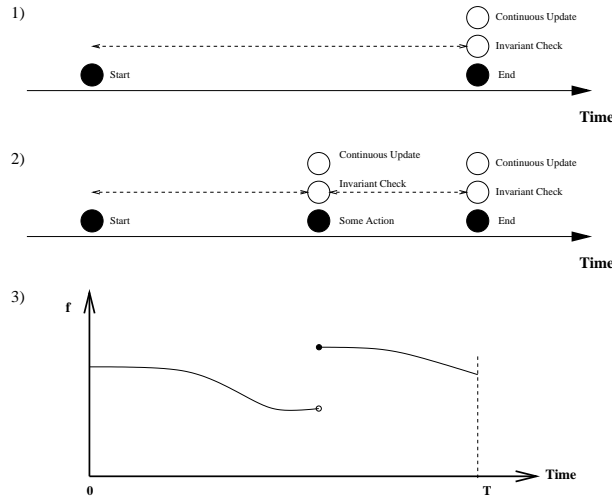 1)
Continuous Update
Invariant Check
Start
End
Time
2)
Continuous Update
Continuous Update
Invariant Check
Invariant Check
Start
Some Action
End
Time
3)
f
Time
0
T